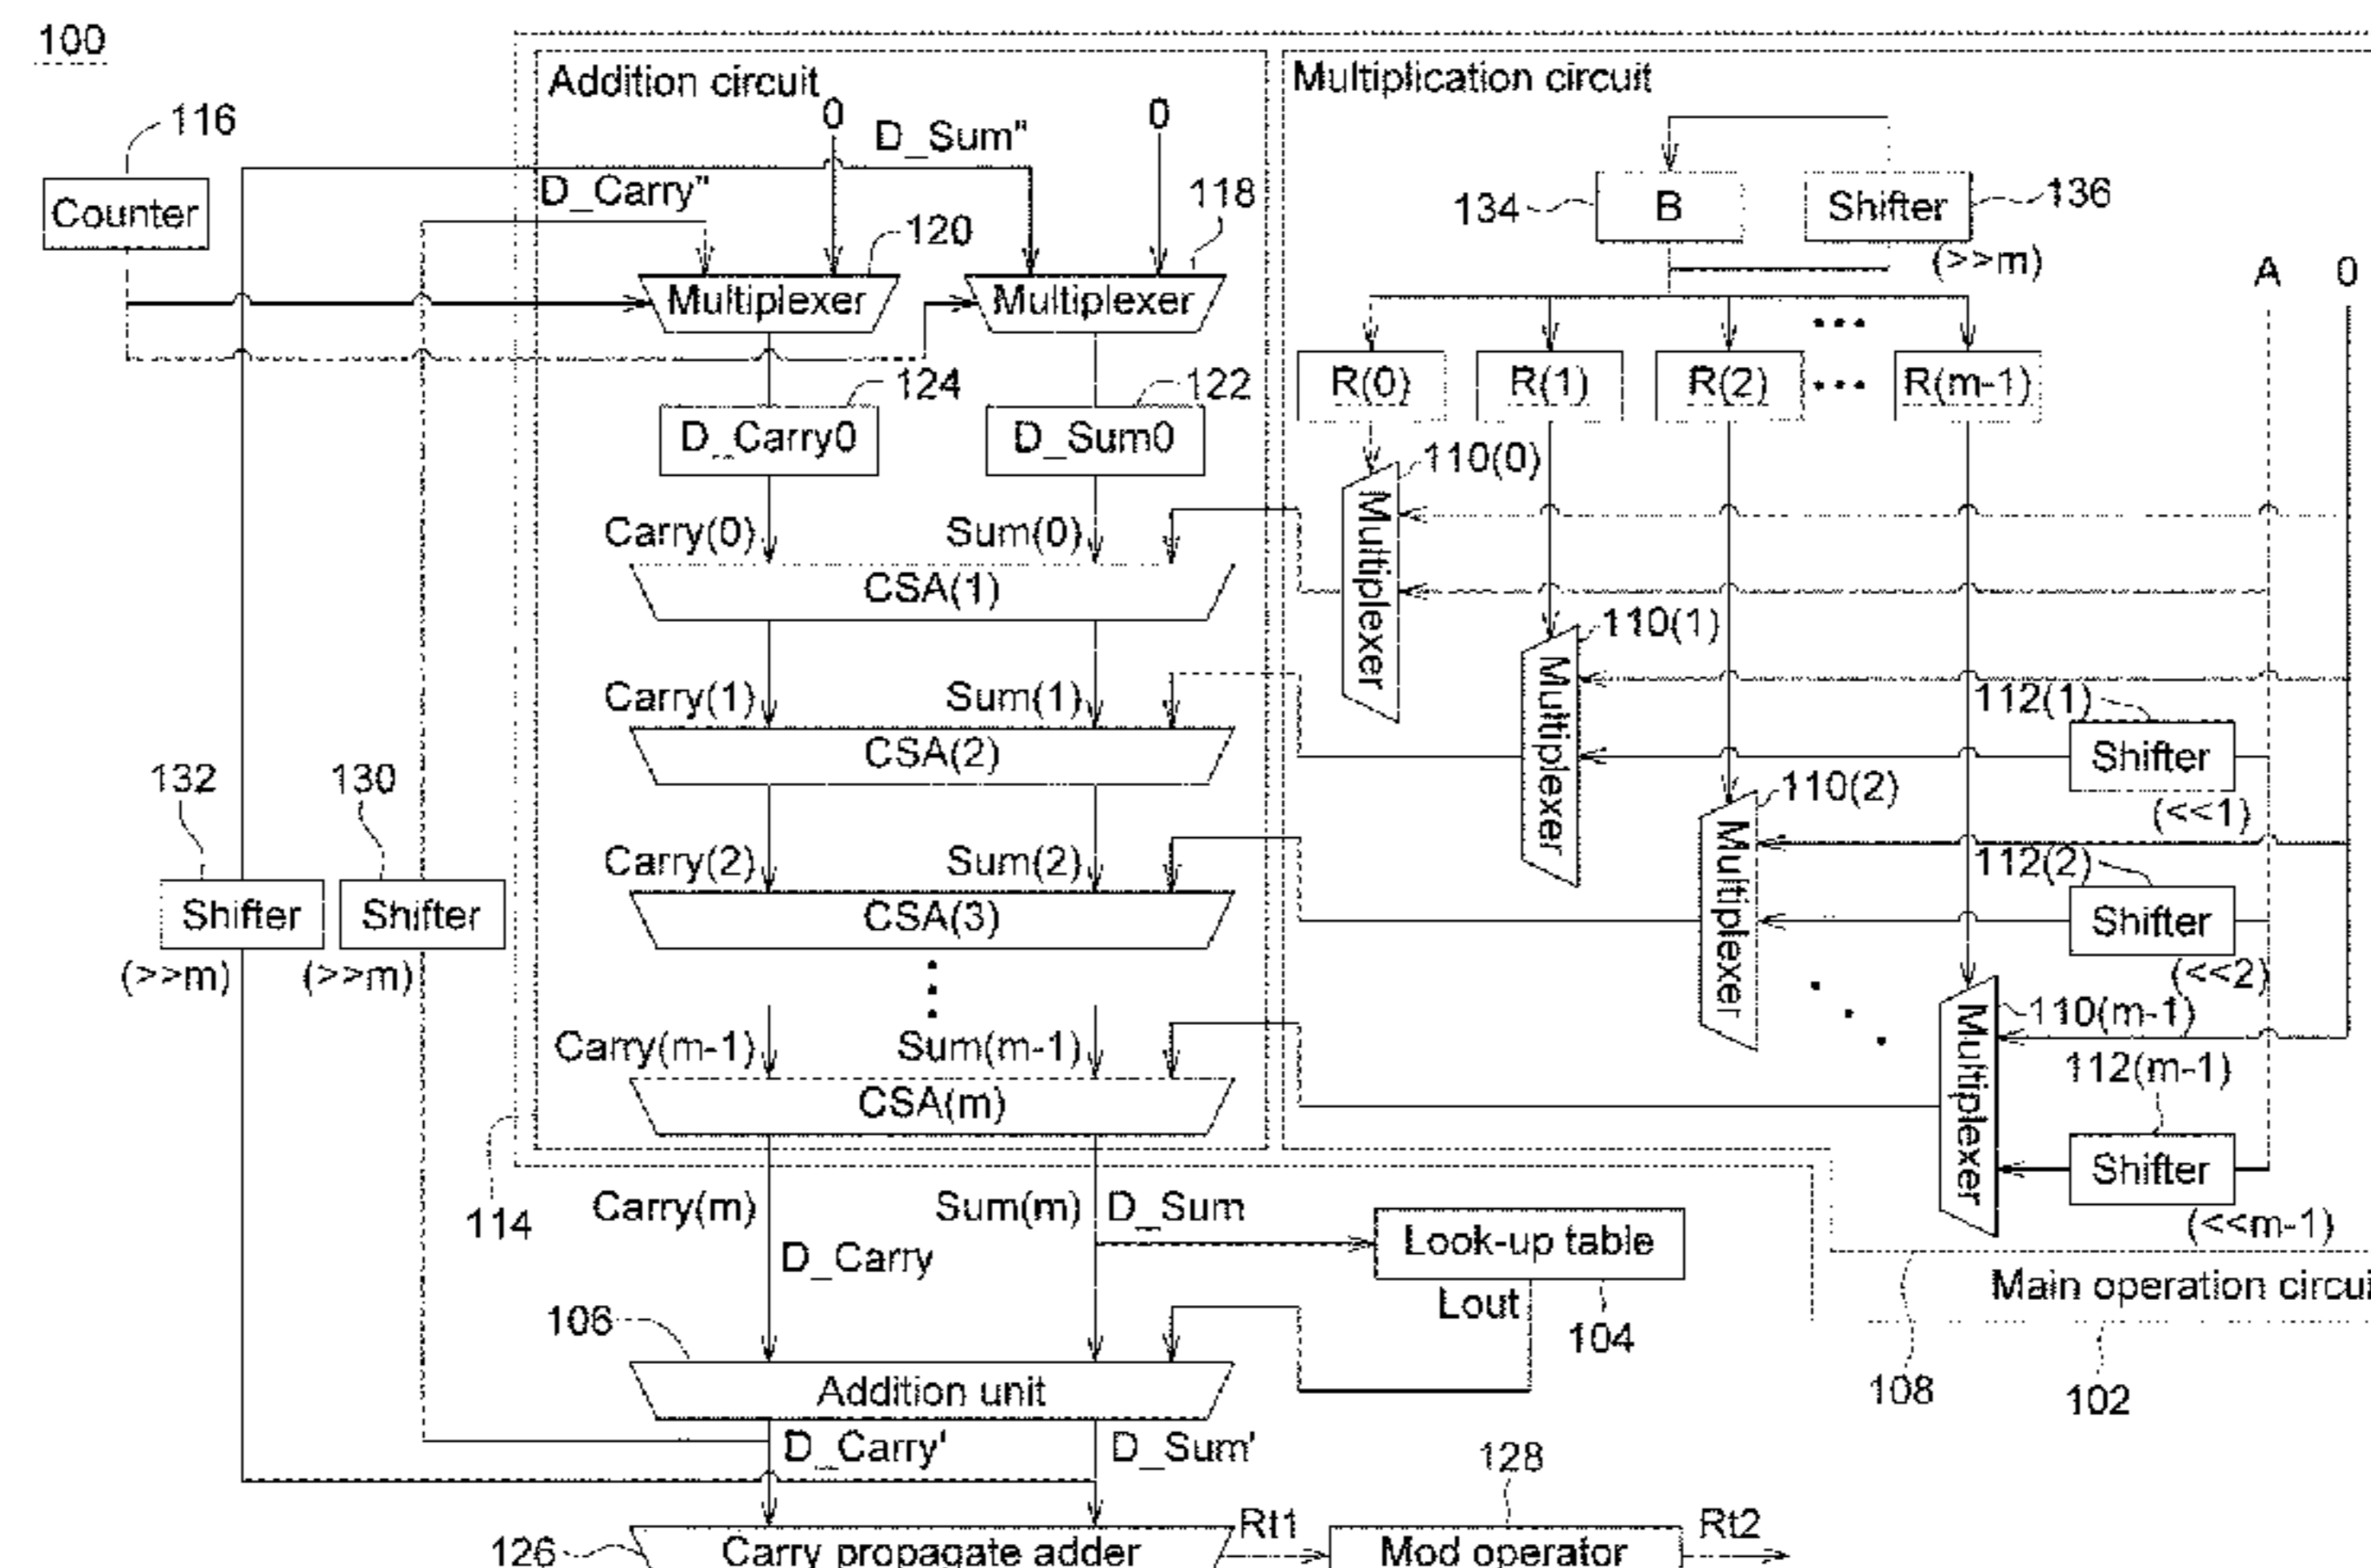 100
Addition circuit
Multiplication circuit
116
0
D_Sum"
0
D_Carry"
118
Counter
120
134
B
Shifter
136
(>>m)
A
0
Multiplexer
Multiplexer
124
122
R(0)
R(1)
R(2)
R(m-1)
D_Carry0
D_Sum0
110(0)
Multiplexer
Carry(0)
Sum(0)
CSA(1)
110(1)
Multiplexer
Carry(1)
Sum(1)
112(1)
CSA(2)
Shifter
(<<1)
132
130
110(2)
Multiplexer
Carry(2)
Sum(2)
112(2)
Shifter
Shifter
CSA(3)
Shifter
(>>m)
(>>m)
(<<2)
110(m-1)
Multiplexer
Carry(m-1)
Sum(m-1)
112(m-1)
CSA(m)
Shifter
(<<m-1)
114
Carry(m)
Sum(m)
D_Sum
D_Carry
Look-up table
Main operation circui
Lout
104
106
108
102
Addition unit
D_Carry'
D_Sum'
128
126
Carry propagate adder
Rt1
Mod operator
Rt2